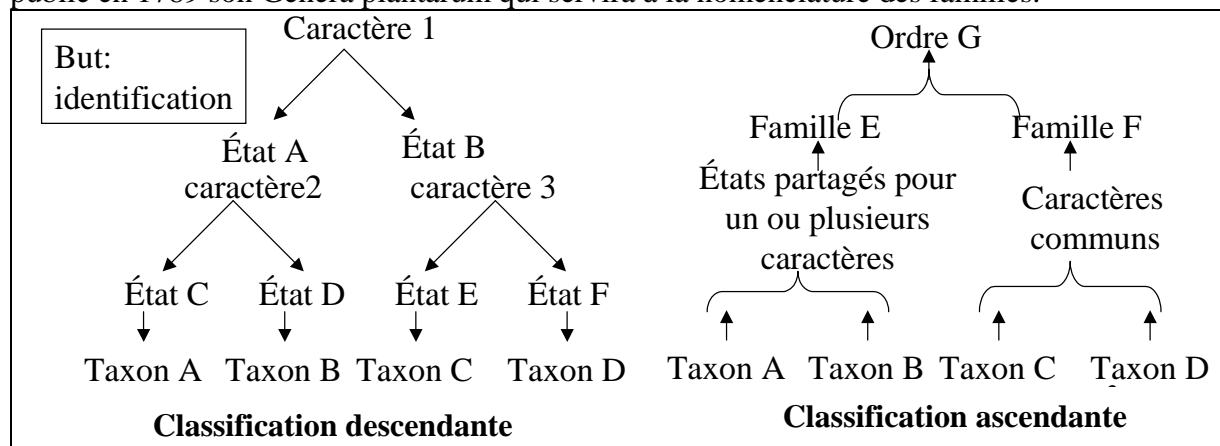 publié en 1789 son Genera plantarum qui servira à la nomenclature des familles.
But:
identification
Caractère 1
État A
caractère2
État B
caractère 3
État C État D État E État F
Taxon A Taxon B Taxon C Taxon D
Classification descendante
Ordre G
Famille E Famille F
États partagés pour
un ou plusieurs
caractères
Caractères
communs
Taxon A Taxon B Taxon C Taxon D
Classification ascendante